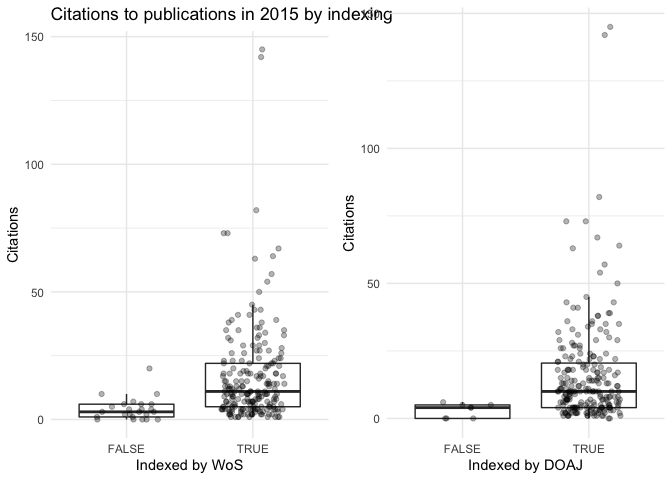 Citations to publications in 2015 by indexing
150
100
50
0
Citations
FALSE
TRUE
Indexed by WoS
150
100
50
0
Citations
FALSE
TRUE
Indexed by DOAJ